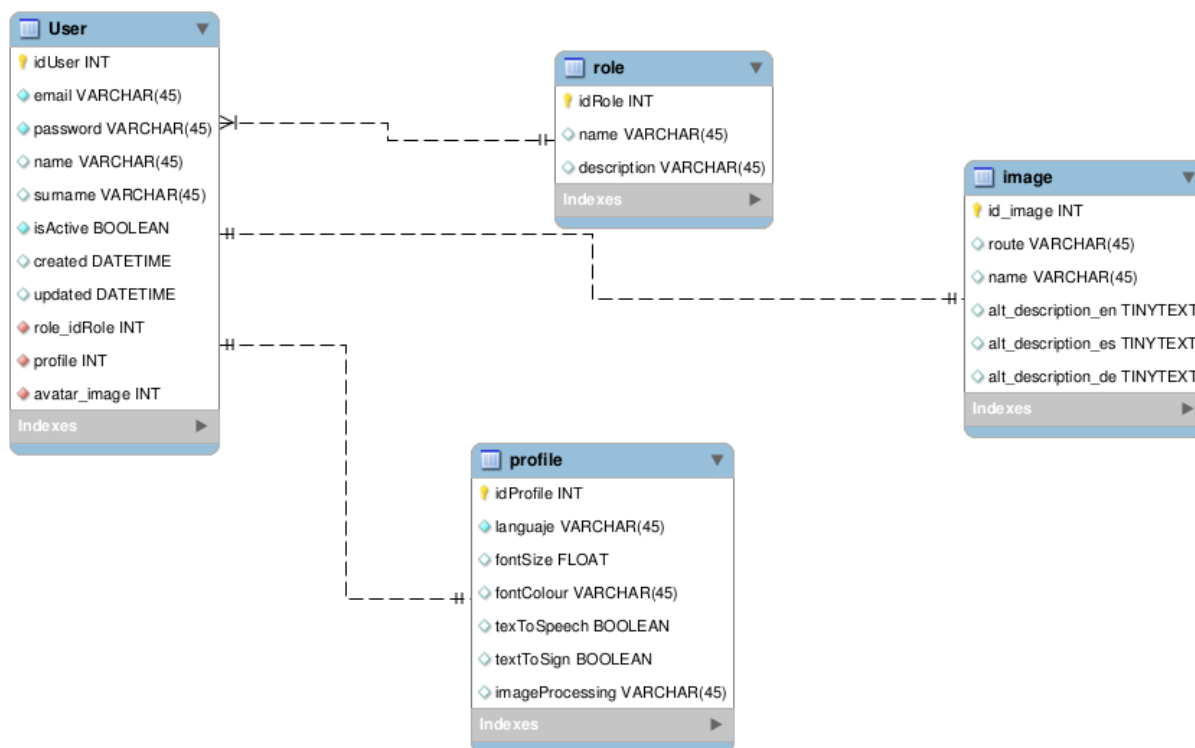 User
idUser INT
email VARCHAR(45)
password VARCHAR(45)
name VARCHAR(45)
surname VARCHAR(45)
isActive BOOLEAN
created DATETIME
updated DATETIME
role_idRole INT
profile INT
avatar_image INT
Indexes
role
idRole INT
name VARCHAR(45)
description VARCHAR(45)
Indexes
image
id_image INT
route VARCHAR(45)
name VARCHAR(45)
alt_description_en TINYTEXT
alt_description_es TINYTEXT
alt_description_de TINYTEXT
Indexes
profile
idProfile INT
languaje VARCHAR(45)
fontSize FLOAT
fontColour VARCHAR(45)
texToSpeech BOOLEAN
textToSign BOOLEAN
imageProcessing VARCHAR(45)
Indexes